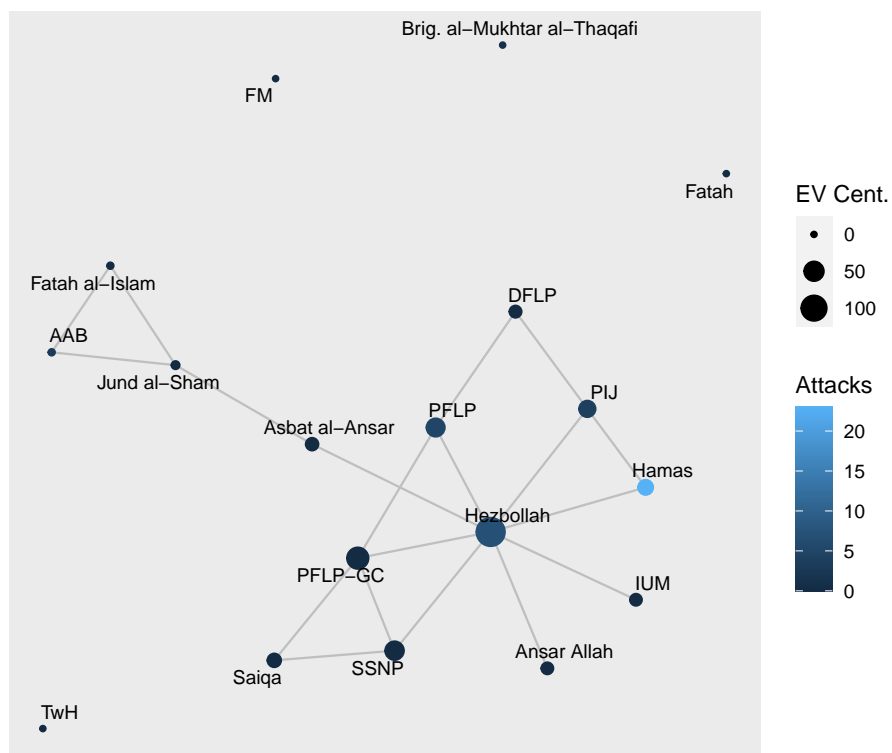 Brig. al−Mukhtar al−Thaqafi
FM
Fatah
EV Cent.
0
50
100
Fatah al−Islam
DFLP
AAB
Jund al−Sham
PIJ
Attacks
PFLP
Asbat al−Ansar
20
Hamas
15
Hezbollah
10
PFLP−GC
IUM
5
0
Ansar Allah
SSNP
Saiqa
TwH